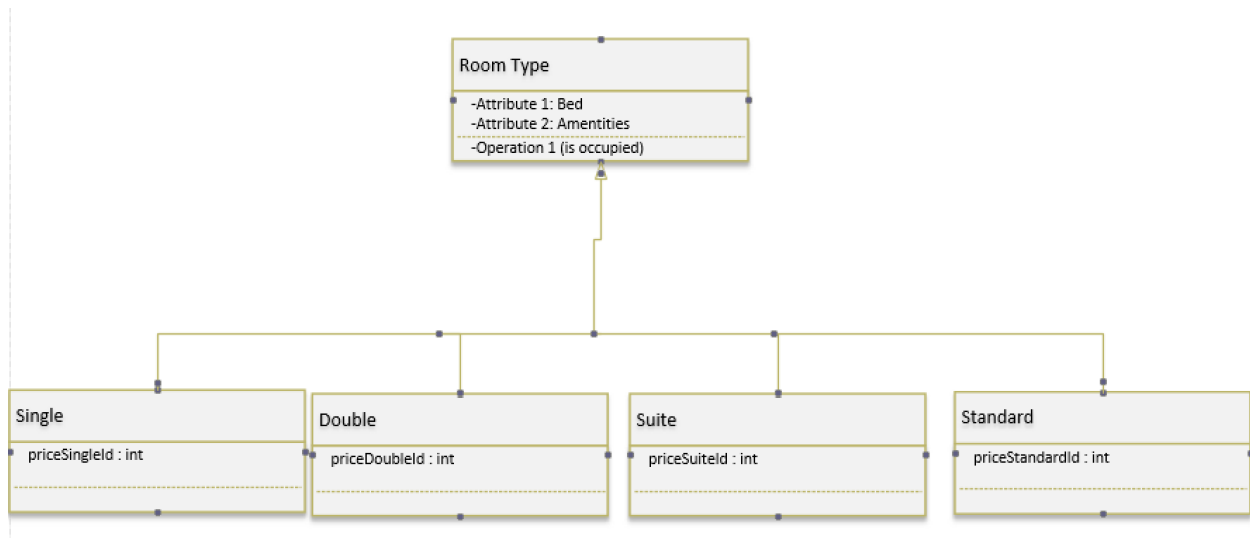 Room Type
-Attribute 1: Bed
-Attribute 2: Amentities
-Operation 1 (is occupied)
Single
priceSingleId : int
Double
priceDoubleId : int
Suite
priceSuiteId : int
Standard
priceStandardId : int